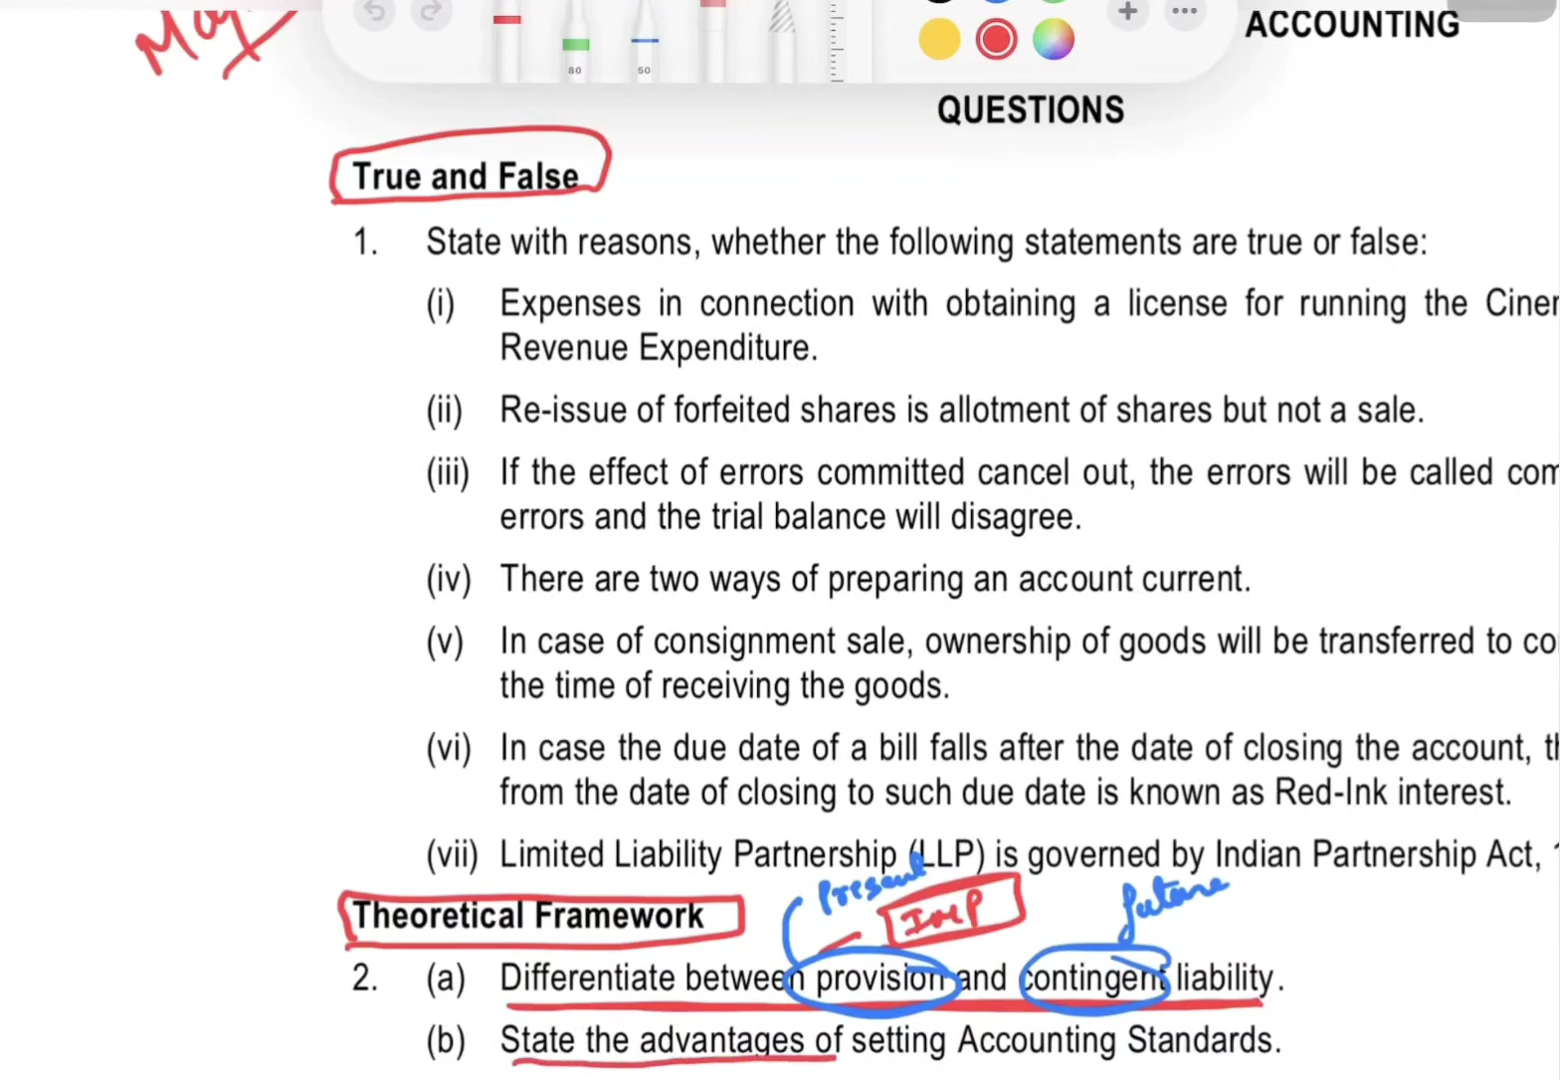 May
80
50
ACCOUNTING
QUESTIONS
True and False
1. State with reasons, whether the following statements are true or false:
(i) Expenses in connection with obtaining a license for running the
Revenue Expenditure.
(ii) Re-issue of forfeited shares is allotment of shares but not a sale.
(iii) If the effect of errors committed cancel out, the errors will be called
errors and the trial balance will disagree.
(iv) There are two ways of preparing an account current.
(v) In case of consignment sale, ownership of goods will be transferred to
the time of receiving the goods.
(vi) In case the due date of a bill falls after the date of closing the account,
from the date of closing to such due date is known as Red-Ink interest.
(vii) Limited Liability Partnership (LLP) is governed by Indian Partnership Act,
Present
Imp
future
Theoretical Framework
2. (a) Differentiate between provision and contingent liability.
(b) State the advantages of setting Accounting Standards.